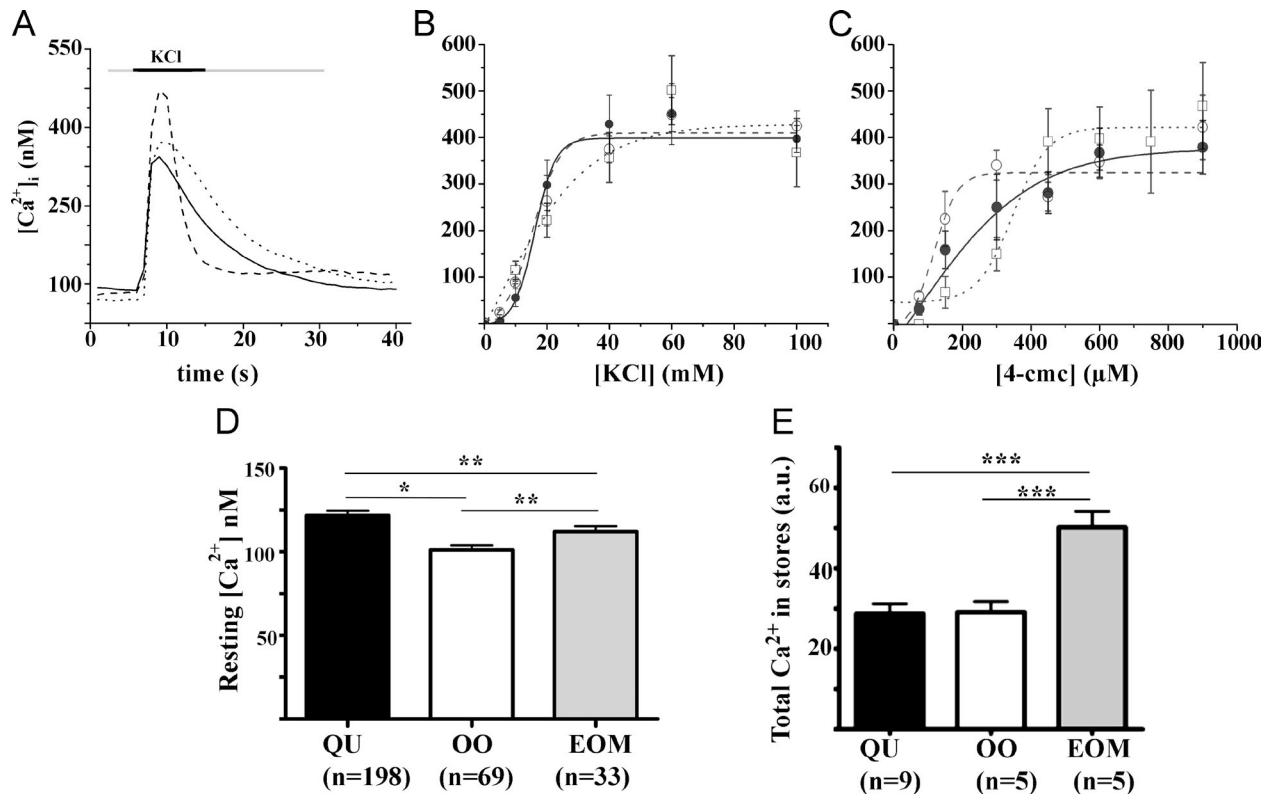 A
550
400
250
100
[Ca²⁺]i (nM)
KCl
0
10
20
30
40
time (s)
B
600
500
400
300
200
100
0
20
40
60
80
100
[KCl] (mM)
C
600
500
400
300
200
100
0
0
200
400
600
800
1000
[4-cmc] (µM)
D
150
100
50
Resting [Ca²⁺] nM
**
*
**
QU
OO
EOM
(n=198)
(n=69)
(n=33)
E
60
40
20
Total Ca²⁺ in stores (a.u.)
***
***
QU
OO
EOM
(n=9)
(n=5)
(n=5)